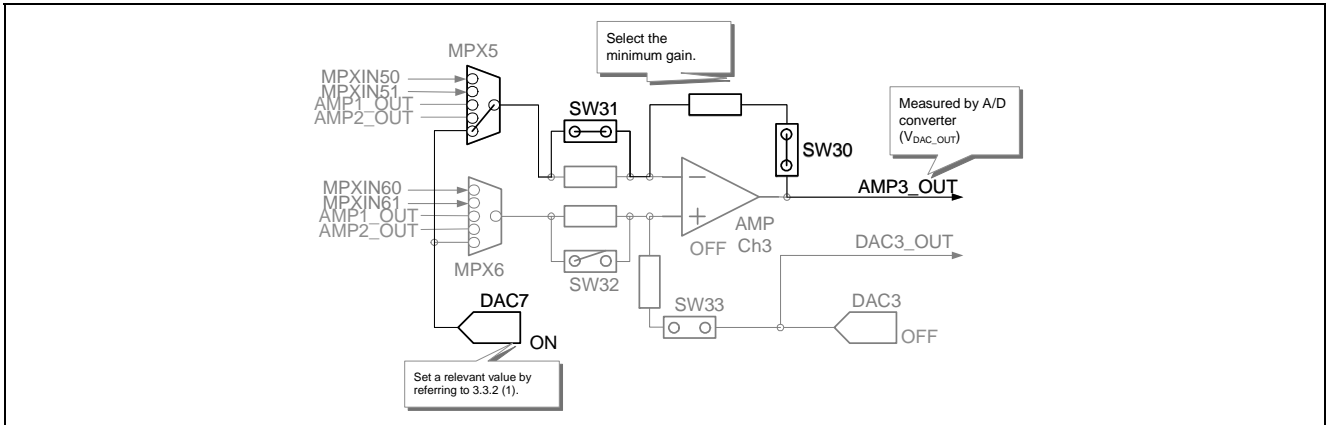 Select the
minimum gain.
MPX5
MPXIN50
MPXIN51
AMP1_OUT
AMP2_OUT
SW31
SW30
Measured by A/D
converter
(VDAC_OUT)
AMP3_OUT
MPXIN60
MPXIN61
AMP1_OUT
AMP2_OUT
MPX6
−
+
OFF
AMP
Ch3
SW32
DAC3_OUT
SW33
DAC3
OFF
DAC7
ON
Set a relevant value by
referring to 3.3.2 (1).